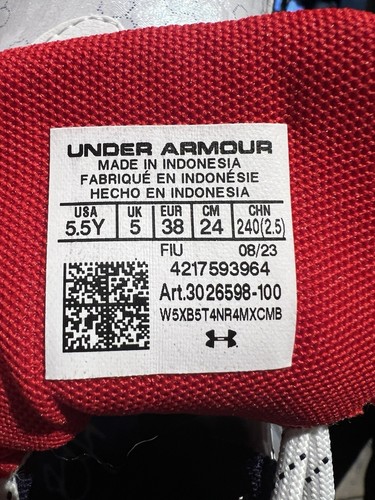 UNDER ARMOUR
MADE IN INDONESIA
FABRIQUÉ EN INDONÉSIE
HECHO EN INDONESIA
USA UK EUR CM CHN
5.5Y 5 38 24 240(2.5)
FIU 08/23
4217593964
Art.3026598-100
W5XB5T4NR4MXCMB